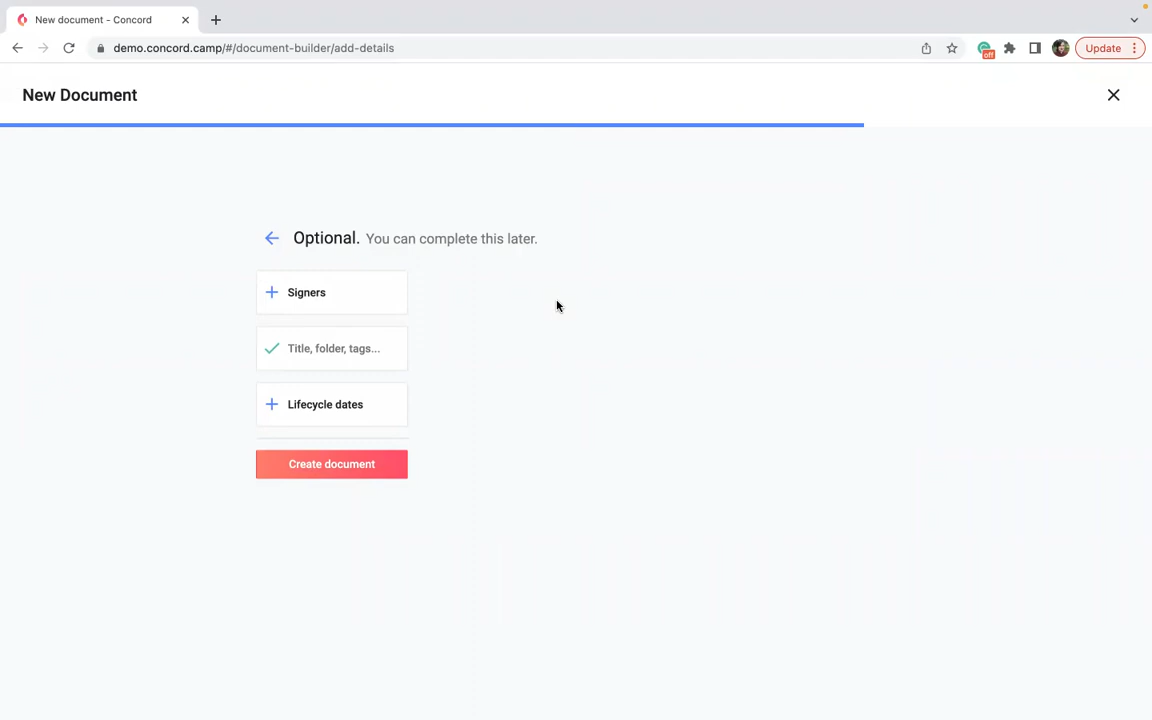 New document - Concord
demo.concord.camp/#/document-builder/add-details
off
Update
New Document
Optional. You can complete this later.
Signers
Title, folder, tags...
Lifecycle dates
Create document